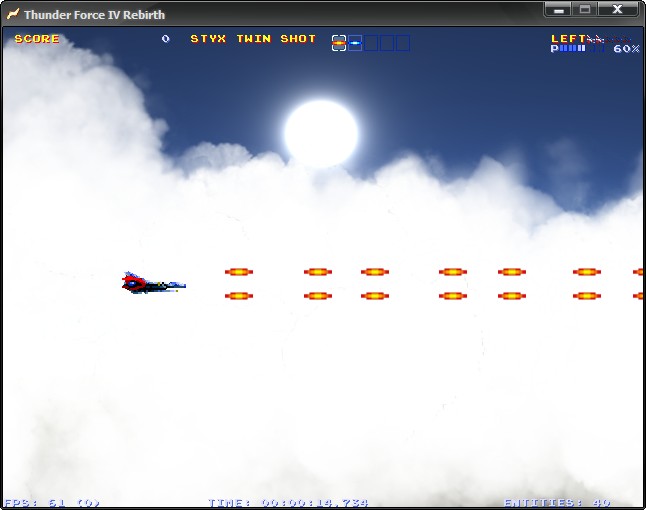 Thunder Force IV Rebirth
SCORE 0 STYX TWIN SHOT LEFT
P 60%
FPS: 61 (0) TIME: 00:00:14.734 ENTITIES: 40